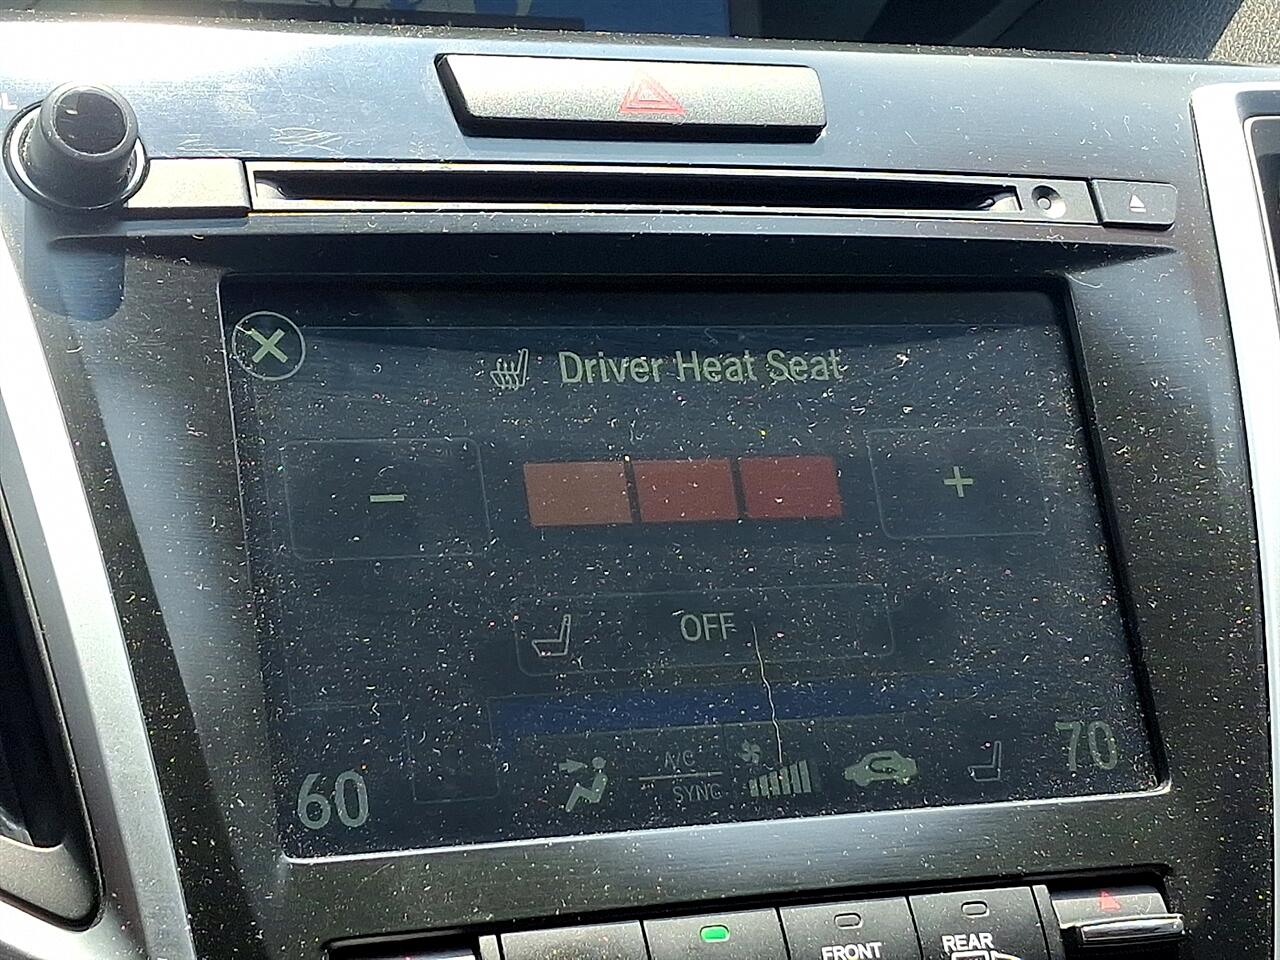 L
Driver Heat Seat
−
+
OFF
60
A/C
SYNC
70
FRONT
REAR